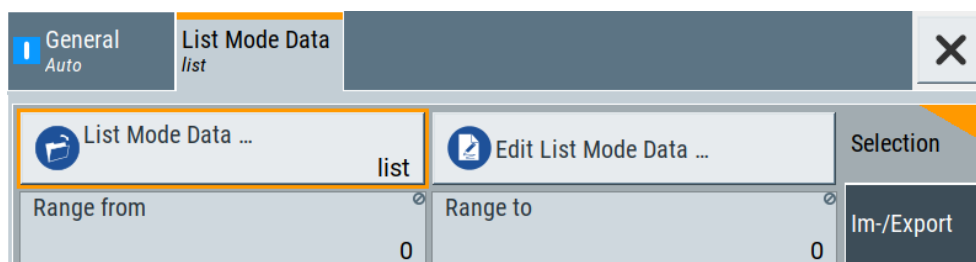 General
Auto
List Mode Data
list
List Mode Data ...
list
Edit List Mode Data ...
Selection
Range from
0
Range to
0
Im-/Export